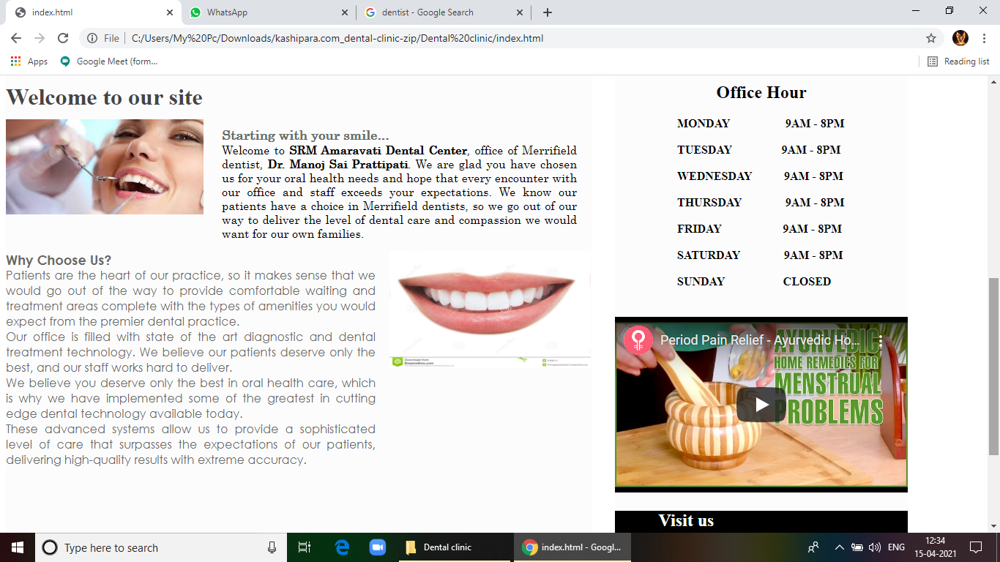 index.html
WhatsApp
dentist - Google Search
File
C:/Users/My%20Pc/Downloads/kashipara.com_dental-clinic-zip/Dental%20clinic/index.html
Apps
Google Meet (form...
Reading list
Welcome to our site
Starting with your smile...
Welcome to SRM Amaravati Dental Center, office of Merrifield
dentist, Dr. Manoj Sai Prattipati. We are glad you have chosen
us for your oral health needs and hope that every encounter with
our office and staff exceeds your expectations. We know our
patients have a choice in Merrifield dentists, so we go out of our
way to deliver the level of dental care and compassion we would
want for our own families.
Why Choose Us?
Patients are the heart of our practice, so it makes sense that we
would go out of the way to provide comfortable waiting and
treatment areas complete with the types of amenities you would
expect from the premier dental practice.
Our office is filled with state of the art diagnostic and dental
treatment technology. We believe our patients deserve only the
best, and our staff works hard to deliver.
We believe you deserve only the best in oral health care, which
is why we have implemented some of the greatest in cutting
edge dental technology available today.
These advanced systems allow us to provide a sophisticated
level of care that surpasses the expectations of our patients,
delivering high-quality results with extreme accuracy.
Download from
Dreamstime.com
Office Hour
MONDAY 9AM - 8PM
TUESDAY 9AM - 8PM
WEDNESDAY 9AM - 8PM
THURSDAY 9AM - 8PM
FRIDAY 9AM - 8PM
SATURDAY 9AM - 8PM
SUNDAY CLOSED
Period Pain Relief - Ayurvedic Ho...
AYURVEDIC
HOME REMEDIES FOR
MENSTRUAL
PROBLEMS
Visit us
Type here to search
Dental clinic
index.html - Googl...
ENG
12:34
15-04-2021